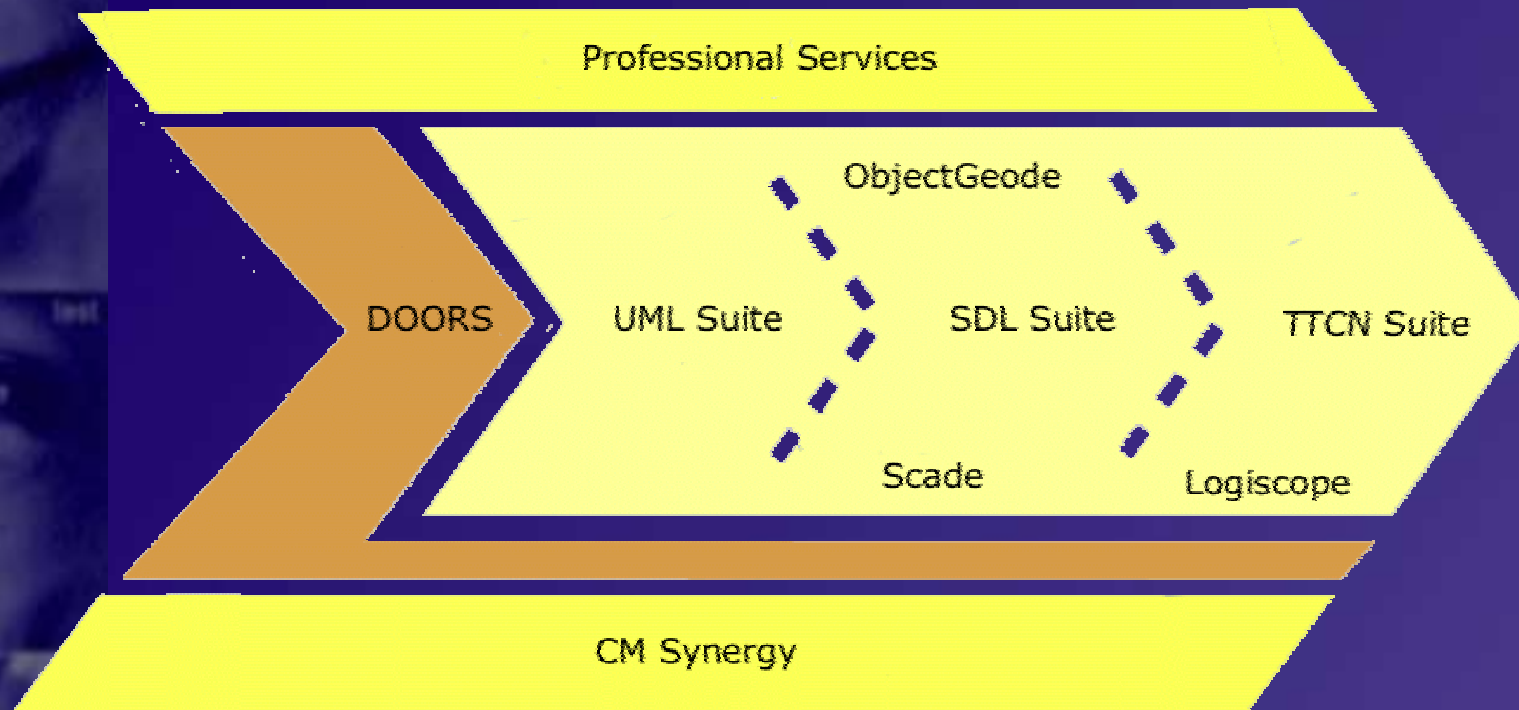 Professional Services
ObjectGeode
DOORS
UML Suite
SDL Suite
TTCN Suite
Scade
Logiscope
CM Synergy